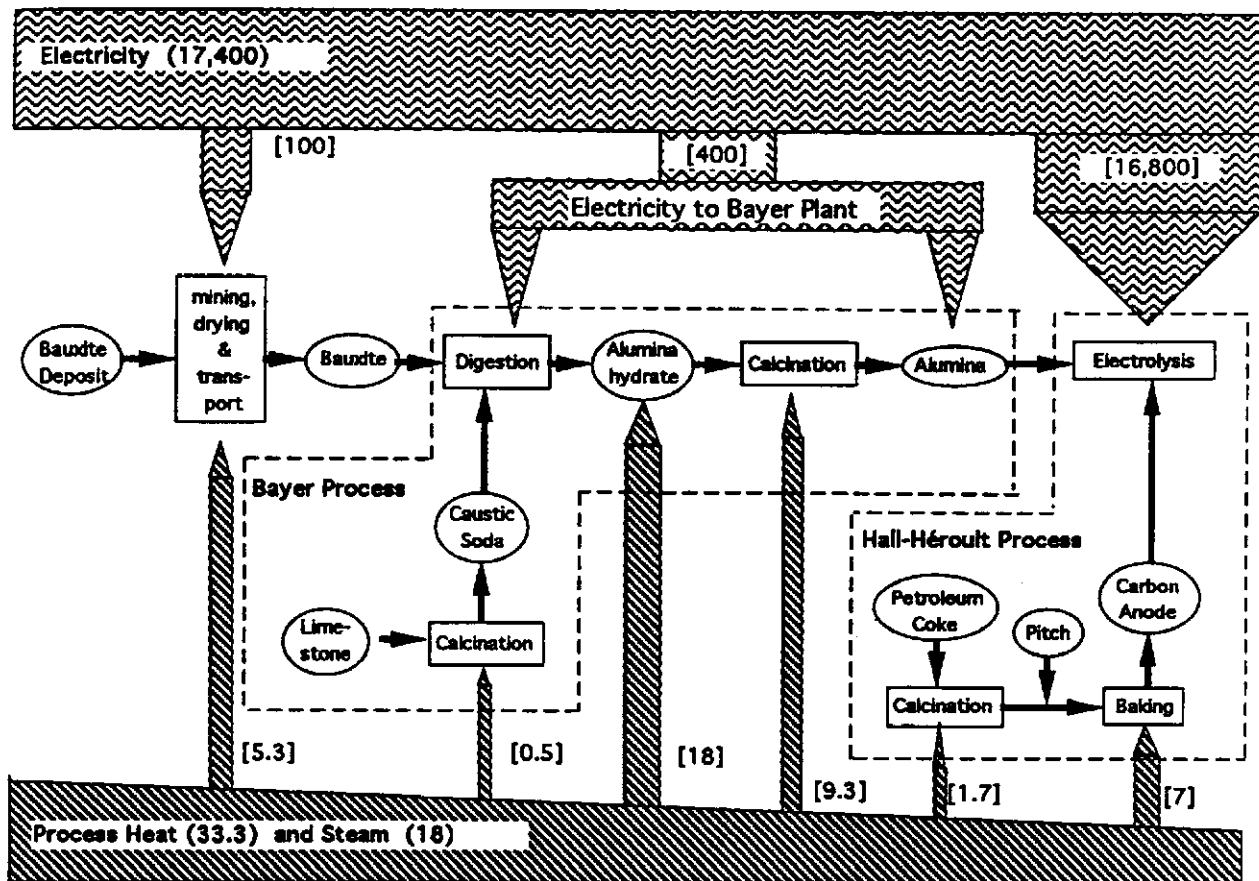 Electricity (17,400)
[100]
[400]
[16,800]
Electricity to Bayer Plant
mining,
drying
&
trans-
port
Bauxite
Deposit
Bauxite
Digestion
Alumina
hydrate
Calcination
Alumina
Electrolysis
Bayer Process
Caustic
Soda
Hall-Héroult Process
Lime-
stone
Calcination
Petroleum
Coke
Pitch
Carbon
Anode
Calcination
Baking
[5.3]
[0.5]
[18]
[9.3]
[1.7]
[7]
Process Heat (33.3) and Steam (18)